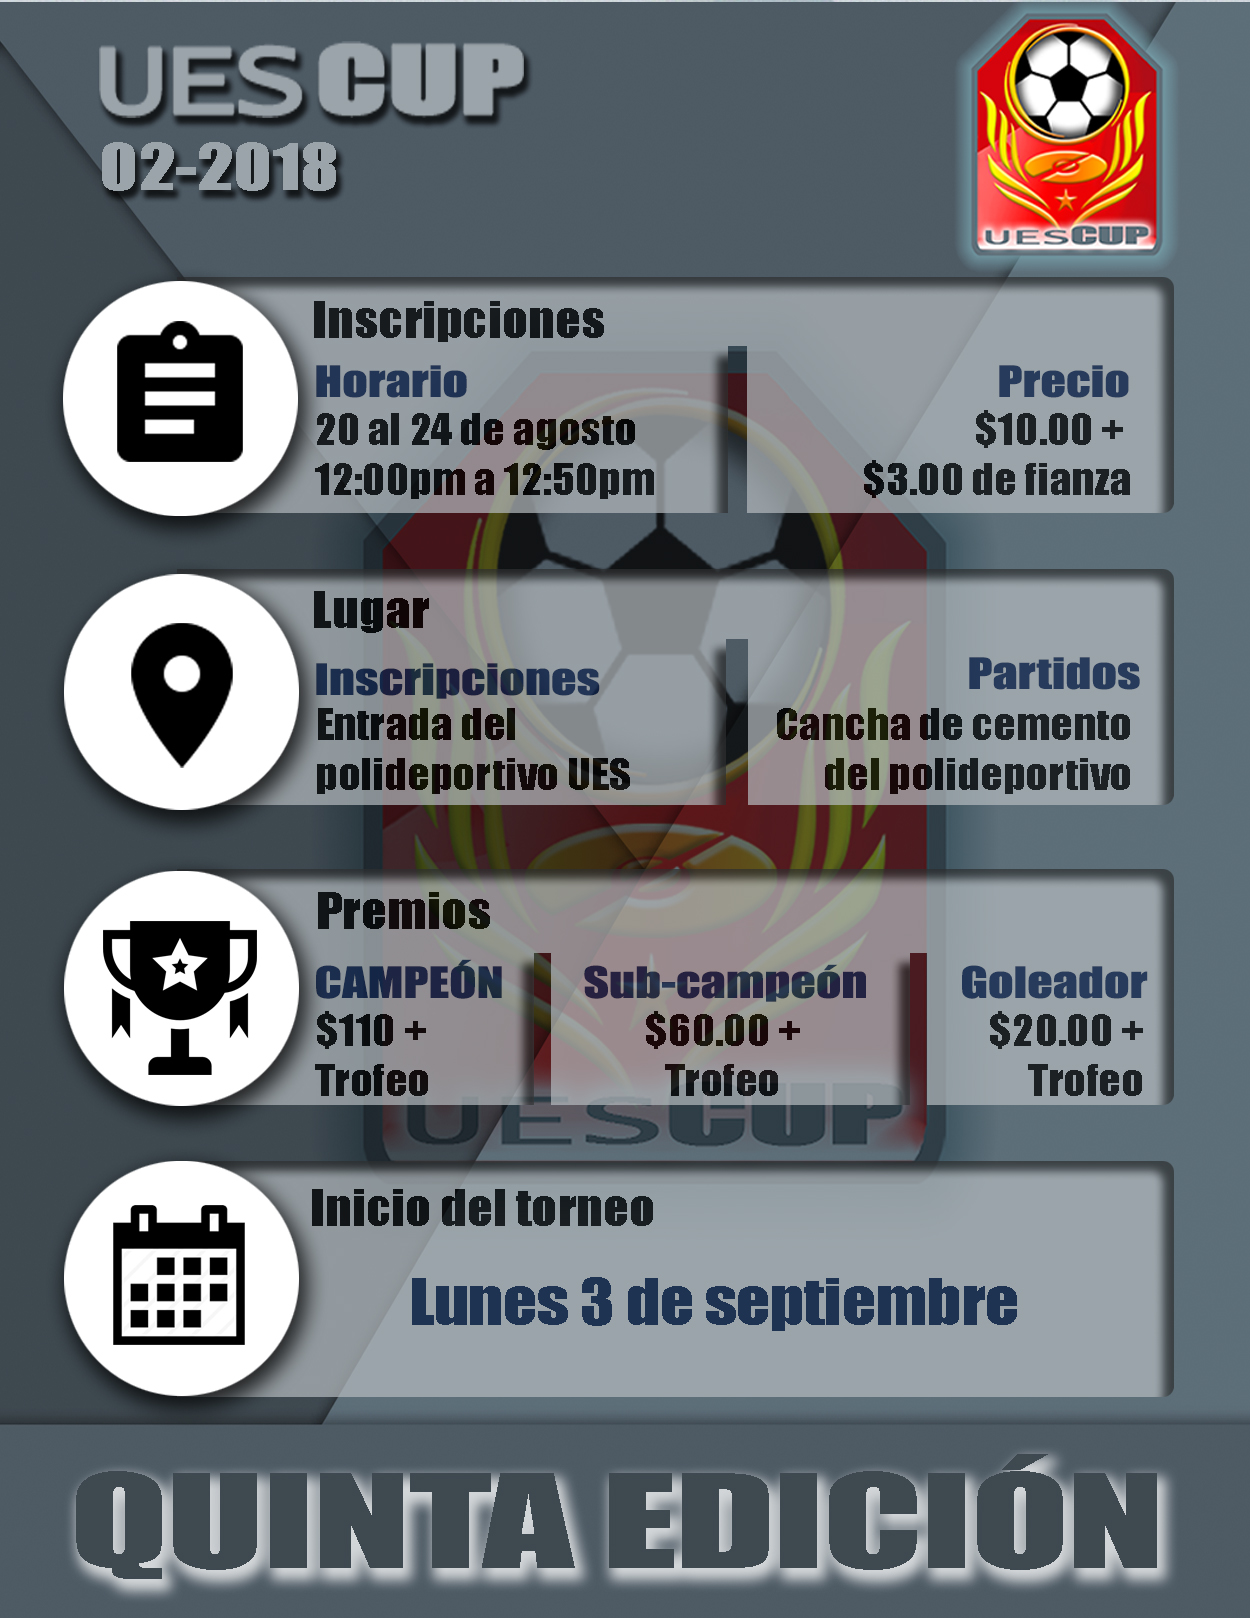 UES CUP
02-2018
UESCUP
Inscripciones
Horario
20 al 24 de agosto
12:00pm a 12:50pm
Precio
$10.00 +
$3.00 de fianza
Lugar
Inscripciones
Entrada del
polideportivo UES
Partidos
Cancha de cemento
del polideportivo
Premios
CAMPEÓN
$110 +
Trofeo
Sub-campeón
$60.00 +
Trofeo
Goleador
$20.00 +
Trofeo
UESCUP
Inicio del torneo
Lunes 3 de septiembre
QUINTA EDICIÓN